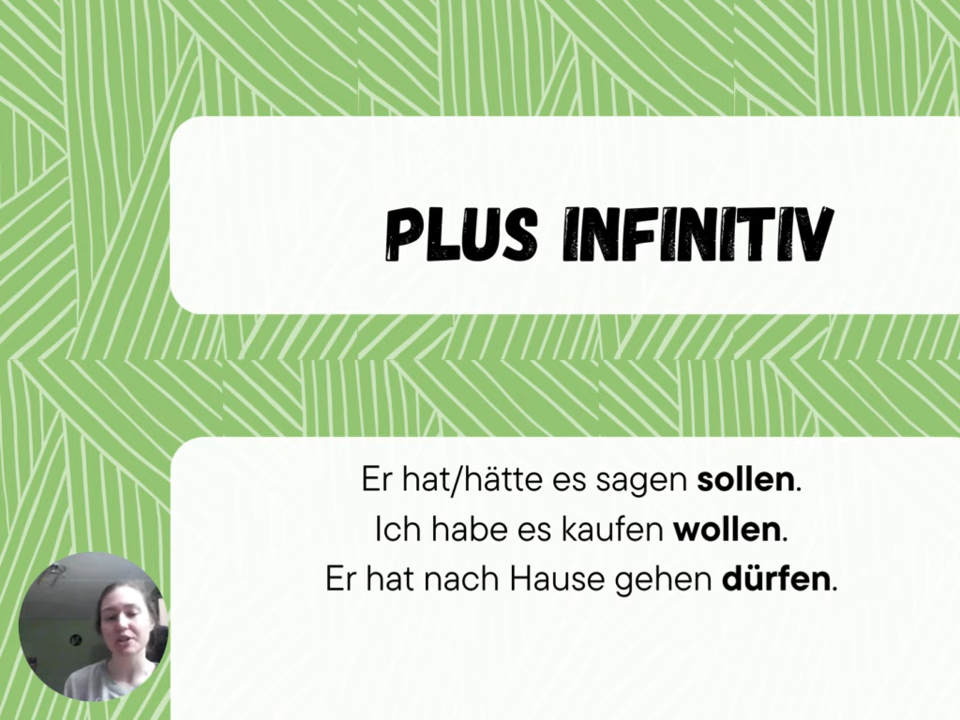 PLUS INFINITIV
Er hat/hätte es sagen sollen.
Ich habe es kaufen wollen.
Er hat nach Hause gehen dürfen.